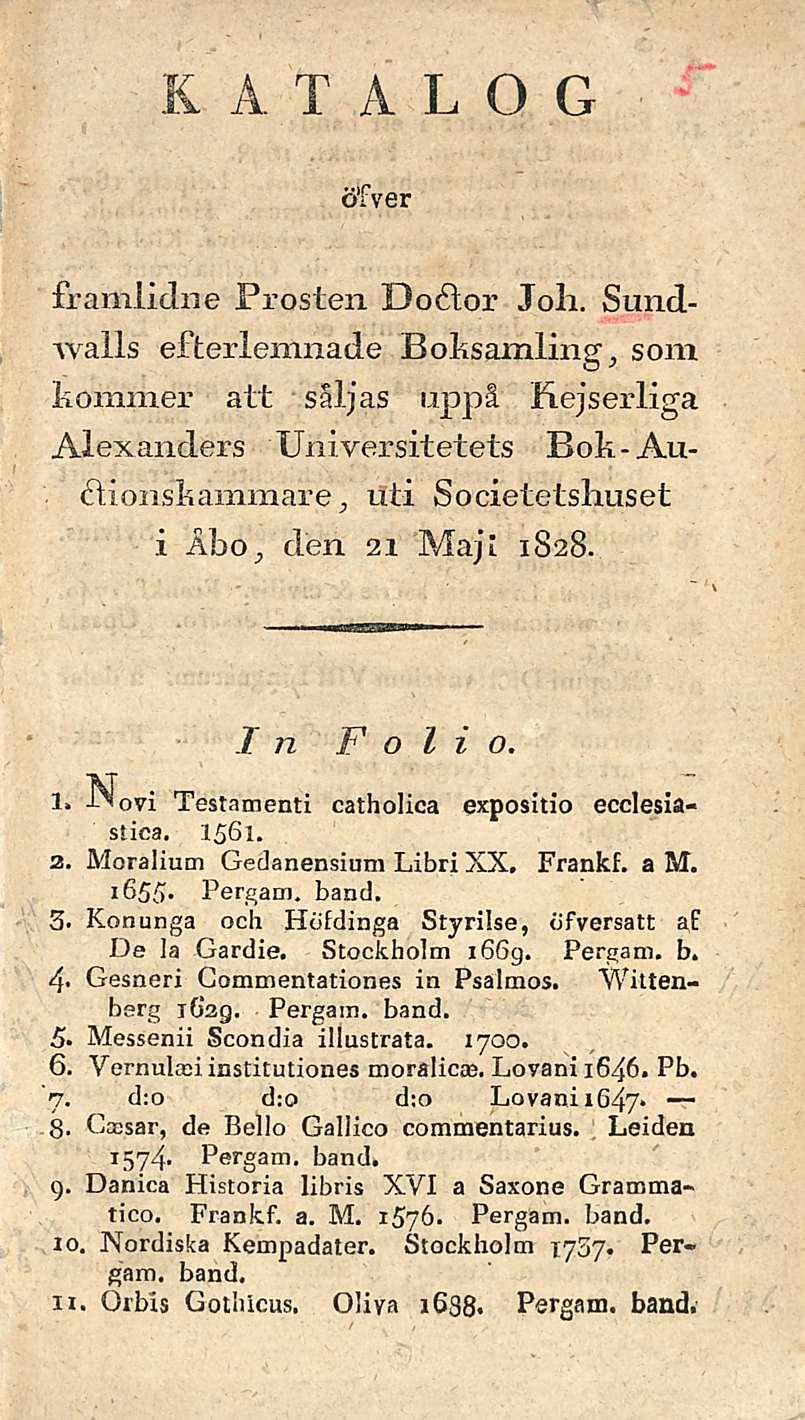 KATALOG 5
öfver
framlidne Prosten Doctor Joh. Sund-
walls efterlemnade Boksamling, som
kommer att såljas uppå Kejserliga
Alexanders Universitetets Bok-Au-
ctionskammare, uti Societetshuset
i Åbo, den 21 Maji 1828.
In Folio.
1. Novi Testamenti catholica expositio ecclesia-
stica. 1561.
2. Moralium Gedanensium Libri XX. Frankf. a M.
1655. Pergam. band.
3. Konunga och Höfdinga Styrilse, öfversatt af
De la Gardie. Stockholm 1669. Pergam. b.
4. Gesneri Commentationes in Psalmos. Witten-
berg 1629. Pergam. band.
5. Messenii Scondia illustrata. 1700.
6. Vernulæi institutiones moralicæ. Lovani 1646. Pb.
7. d:o d:o d:o Lovani 1647. —
8. Cæsar, de Bello Gallico commentarius. Leiden
1574. Pergam. band.
9. Danica Historia libris XVI a Saxone Gramma-
tico. Frankf. a. M. 1576. Pergam. band.
10. Nordiska Kempadater. Stockholm 1737. Per-
gam. band.
11. Orbis Gothicus. Oliva 1688. Pergam. band.